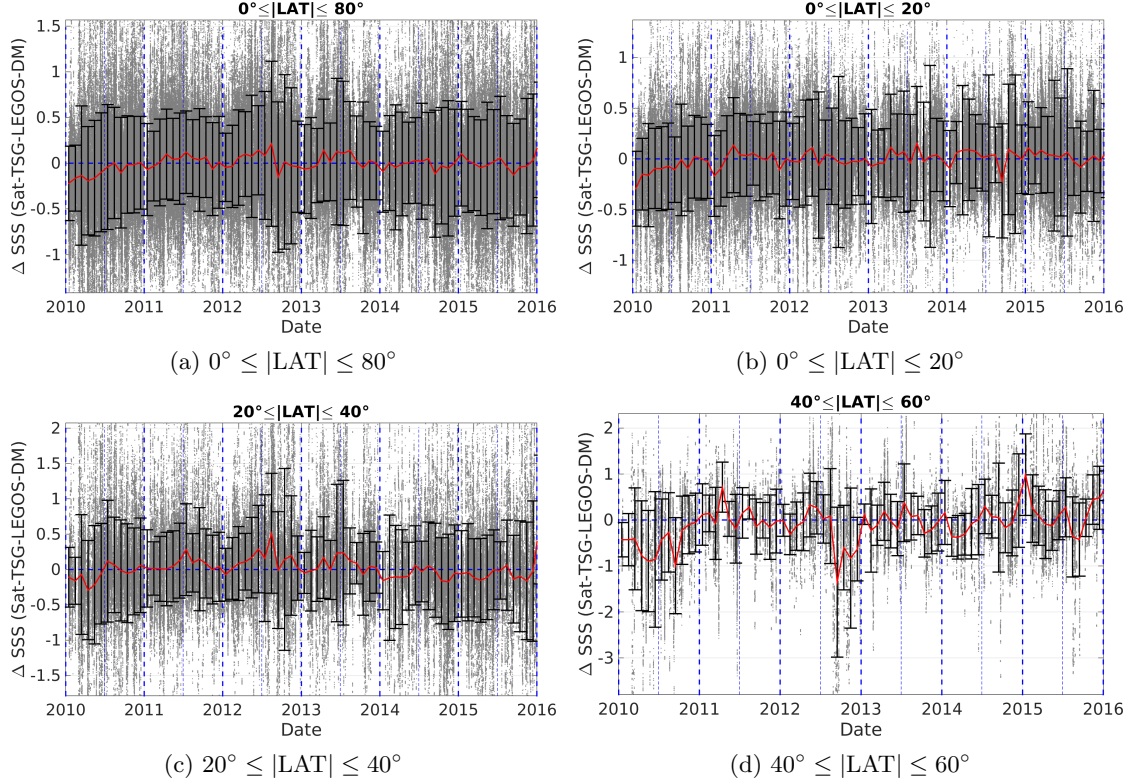 0°≤|LAT|≤ 80°
Δ SSS (Sat-TSG-LEGOS-DM)
1.5
1
0.5
0
-0.5
-1
2010 2011 2012 2013 2014 2015 2016
Date
(a) 0° ≤ |LAT| ≤ 80°
0°≤|LAT|≤ 20°
Δ SSS (Sat-TSG-LEGOS-DM)
1
0.5
0
-0.5
-1
2010 2011 2012 2013 2014 2015 2016
Date
(b) 0° ≤ |LAT| ≤ 20°
20°≤|LAT|≤ 40°
Δ SSS (Sat-TSG-LEGOS-DM)
2
1.5
1
0.5
0
-0.5
-1
-1.5
2010 2011 2012 2013 2014 2015 2016
Date
(c) 20° ≤ |LAT| ≤ 40°
40°≤|LAT|≤ 60°
Δ SSS (Sat-TSG-LEGOS-DM)
2
1
0
-1
-2
-3
2010 2011 2012 2013 2014 2015 2016
Date
(d) 40° ≤ |LAT| ≤ 60°